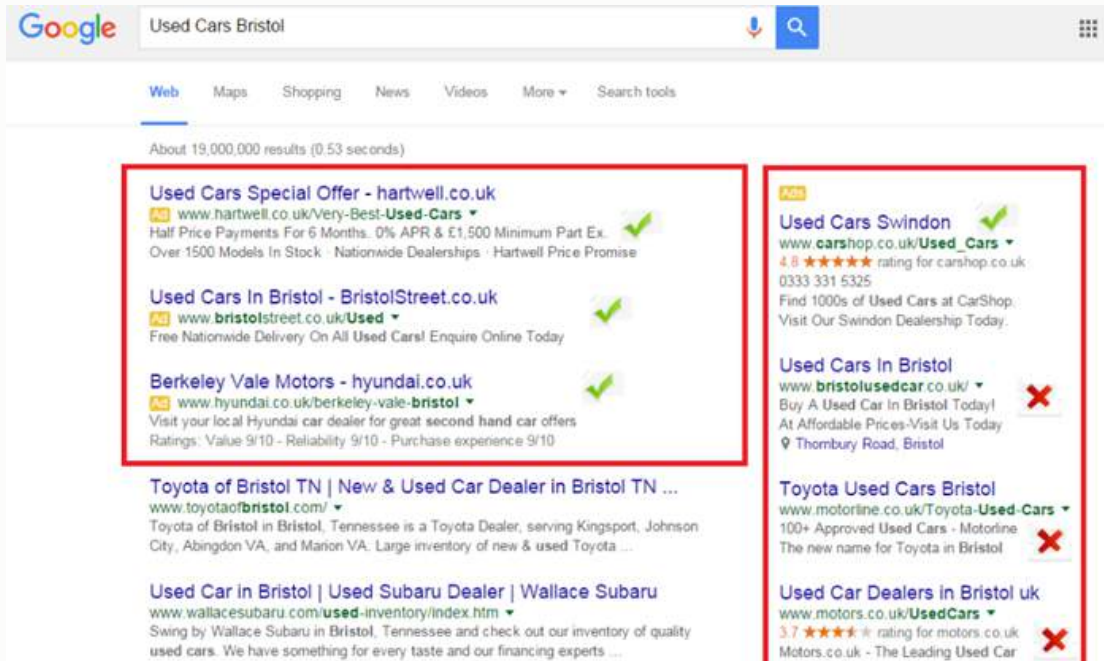 Google
Used Cars Bristol
Web Maps Shopping News Videos More Search tools
About 19,000,000 results (0.53 seconds)
Used Cars Special Offer - hartwell.co.uk
Ad www.hartwell.co.uk/Very-Best-Used-Cars
Half Price Payments For 6 Months. 0% APR & £1,500 Minimum Part Ex.
Over 1500 Models In Stock · Nationwide Dealerships · Hartwell Price Promise
Used Cars In Bristol - BristolStreet.co.uk
Ad www.bristolstreet.co.uk/Used
Free Nationwide Delivery On All Used Cars! Enquire Online Today
Berkeley Vale Motors - hyundai.co.uk
Ad www.hyundai.co.uk/berkeley-vale-bristol
Visit your local Hyundai car dealer for great second hand car offers
Ratings: Value 9/10 - Reliability 9/10 - Purchase experience 9/10
Toyota of Bristol TN | New & Used Car Dealer in Bristol TN ...
www.toyotaofbristol.com/
Toyota of Bristol in Bristol, Tennessee is a Toyota Dealer, serving Kingsport, Johnson
City, Abingdon VA, and Marion VA. Large inventory of new & used Toyota ...
Used Car in Bristol | Used Subaru Dealer | Wallace Subaru
www.wallacesubaru.com/used-inventory/index.htm
Swing by Wallace Subaru in Bristol, Tennessee and check out our inventory of quality
used cars. We have something for every taste and our financing experts ...
Ads
Used Cars Swindon
www.carshop.co.uk/Used_Cars
4.8 ★★★★★ rating for carshop.co.uk
0333 331 5325
Find 1000s of Used Cars at CarShop.
Visit Our Swindon Dealership Today.
Used Cars In Bristol
www.bristolusedcar.co.uk/
Buy A Used Car In Bristol Today!
At Affordable Prices-Visit Us Today
Thornbury Road, Bristol
Toyota Used Cars Bristol
www.motorline.co.uk/Toyota-Used-Cars
100+ Approved Used Cars - Motorline
The new name for Toyota in Bristol
Used Car Dealers in Bristol uk
www.motors.co.uk/UsedCars
3.7 ★★★★★ rating for motors.co.uk
Motors.co.uk - The Leading Used Car